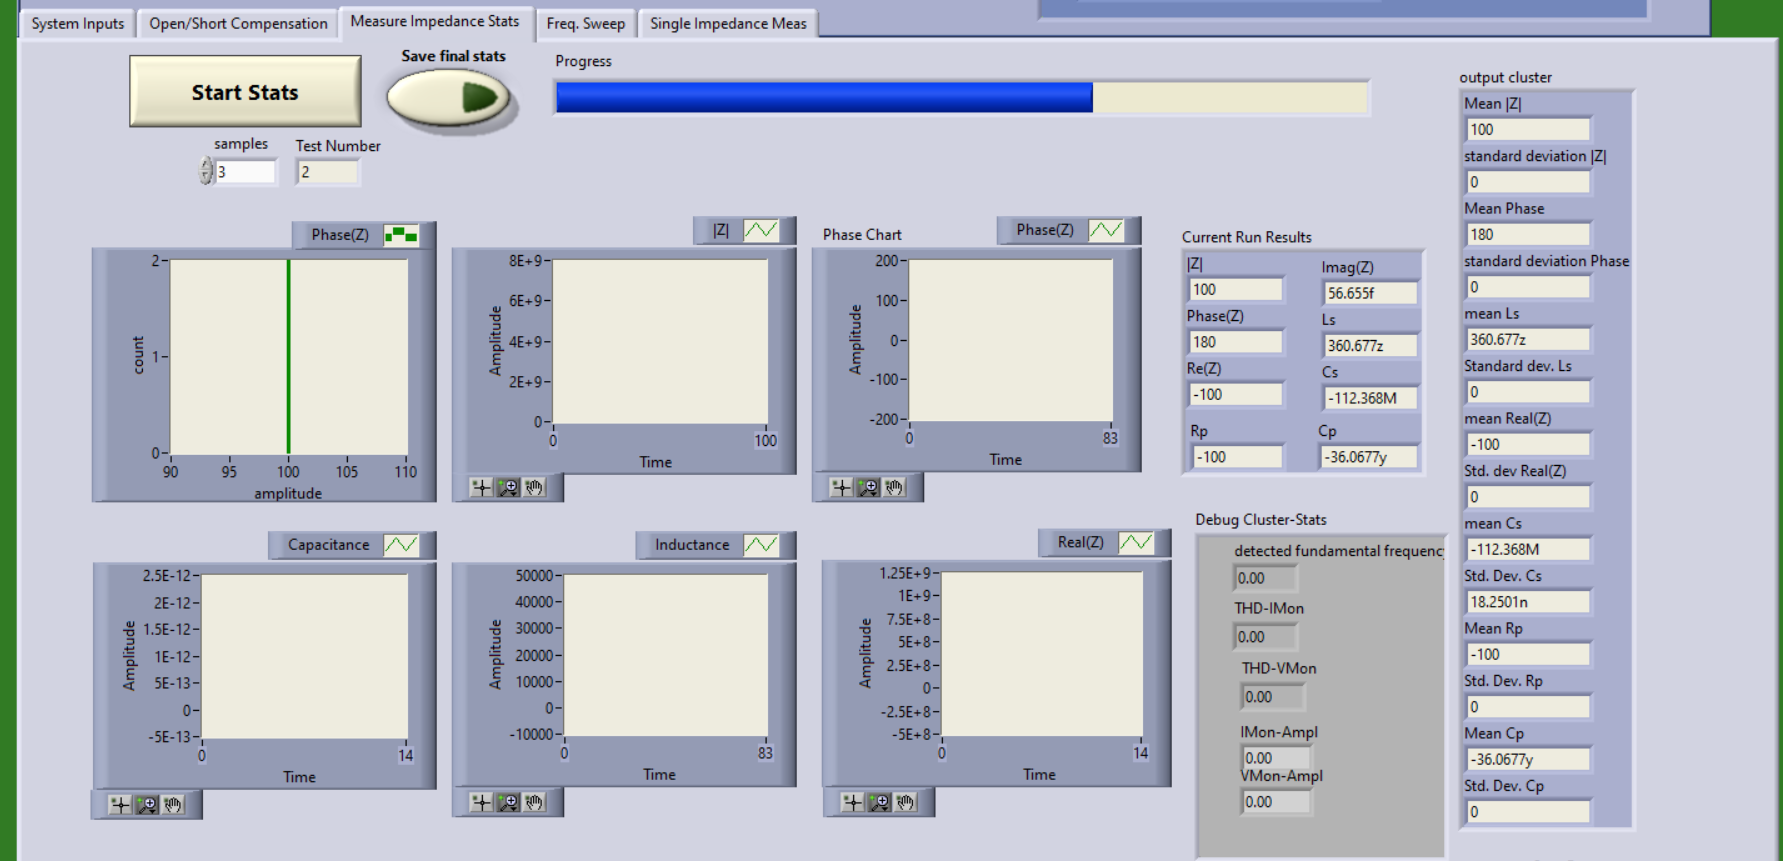 System Inputs
Open/Short Compensation
Measure Impedance Stats
Freq. Sweep
Single Impedance Meas
Start Stats
Save final stats
Progress
samples
3
Test Number
2
Phase(Z)
2
1
0
count
90 95 100 105 110
amplitude
|Z|
8E+9
6E+9
4E+9
2E+9
0
Amplitude
0 100
Time
Phase Chart
Phase(Z)
200
100
0
-100
-200
Amplitude
0 83
Time
Current Run Results
|Z|
100
Imag(Z)
56.655f
Phase(Z)
180
Ls
360.677z
Re(Z)
-100
Cs
-112.368M
Rp
-100
Cp
-36.0677y
Capacitance
2.5E-12
2E-12
1.5E-12
1E-12
5E-13
0
-5E-13
Amplitude
0 14
Time
Inductance
50000
40000
30000
20000
10000
0
-10000
Amplitude
0 83
Time
Real(Z)
1.25E+9
1E+9
7.5E+8
5E+8
2.5E+8
0
-2.5E+8
-5E+8
Amplitude
0 14
Time
Debug Cluster-Stats
detected fundamental frequency
0.00
THD-IMon
0.00
THD-VMon
0.00
IMon-Ampl
0.00
VMon-Ampl
0.00
output cluster
Mean |Z|
100
standard deviation |Z|
0
Mean Phase
180
standard deviation Phase
0
mean Ls
360.677z
Standard dev. Ls
0
mean Real(Z)
-100
Std. dev Real(Z)
0
mean Cs
-112.368M
Std. Dev. Cs
18.2501n
Mean Rp
-100
Std. Dev. Rp
0
Mean Cp
-36.0677y
Std. Dev. Cp
0